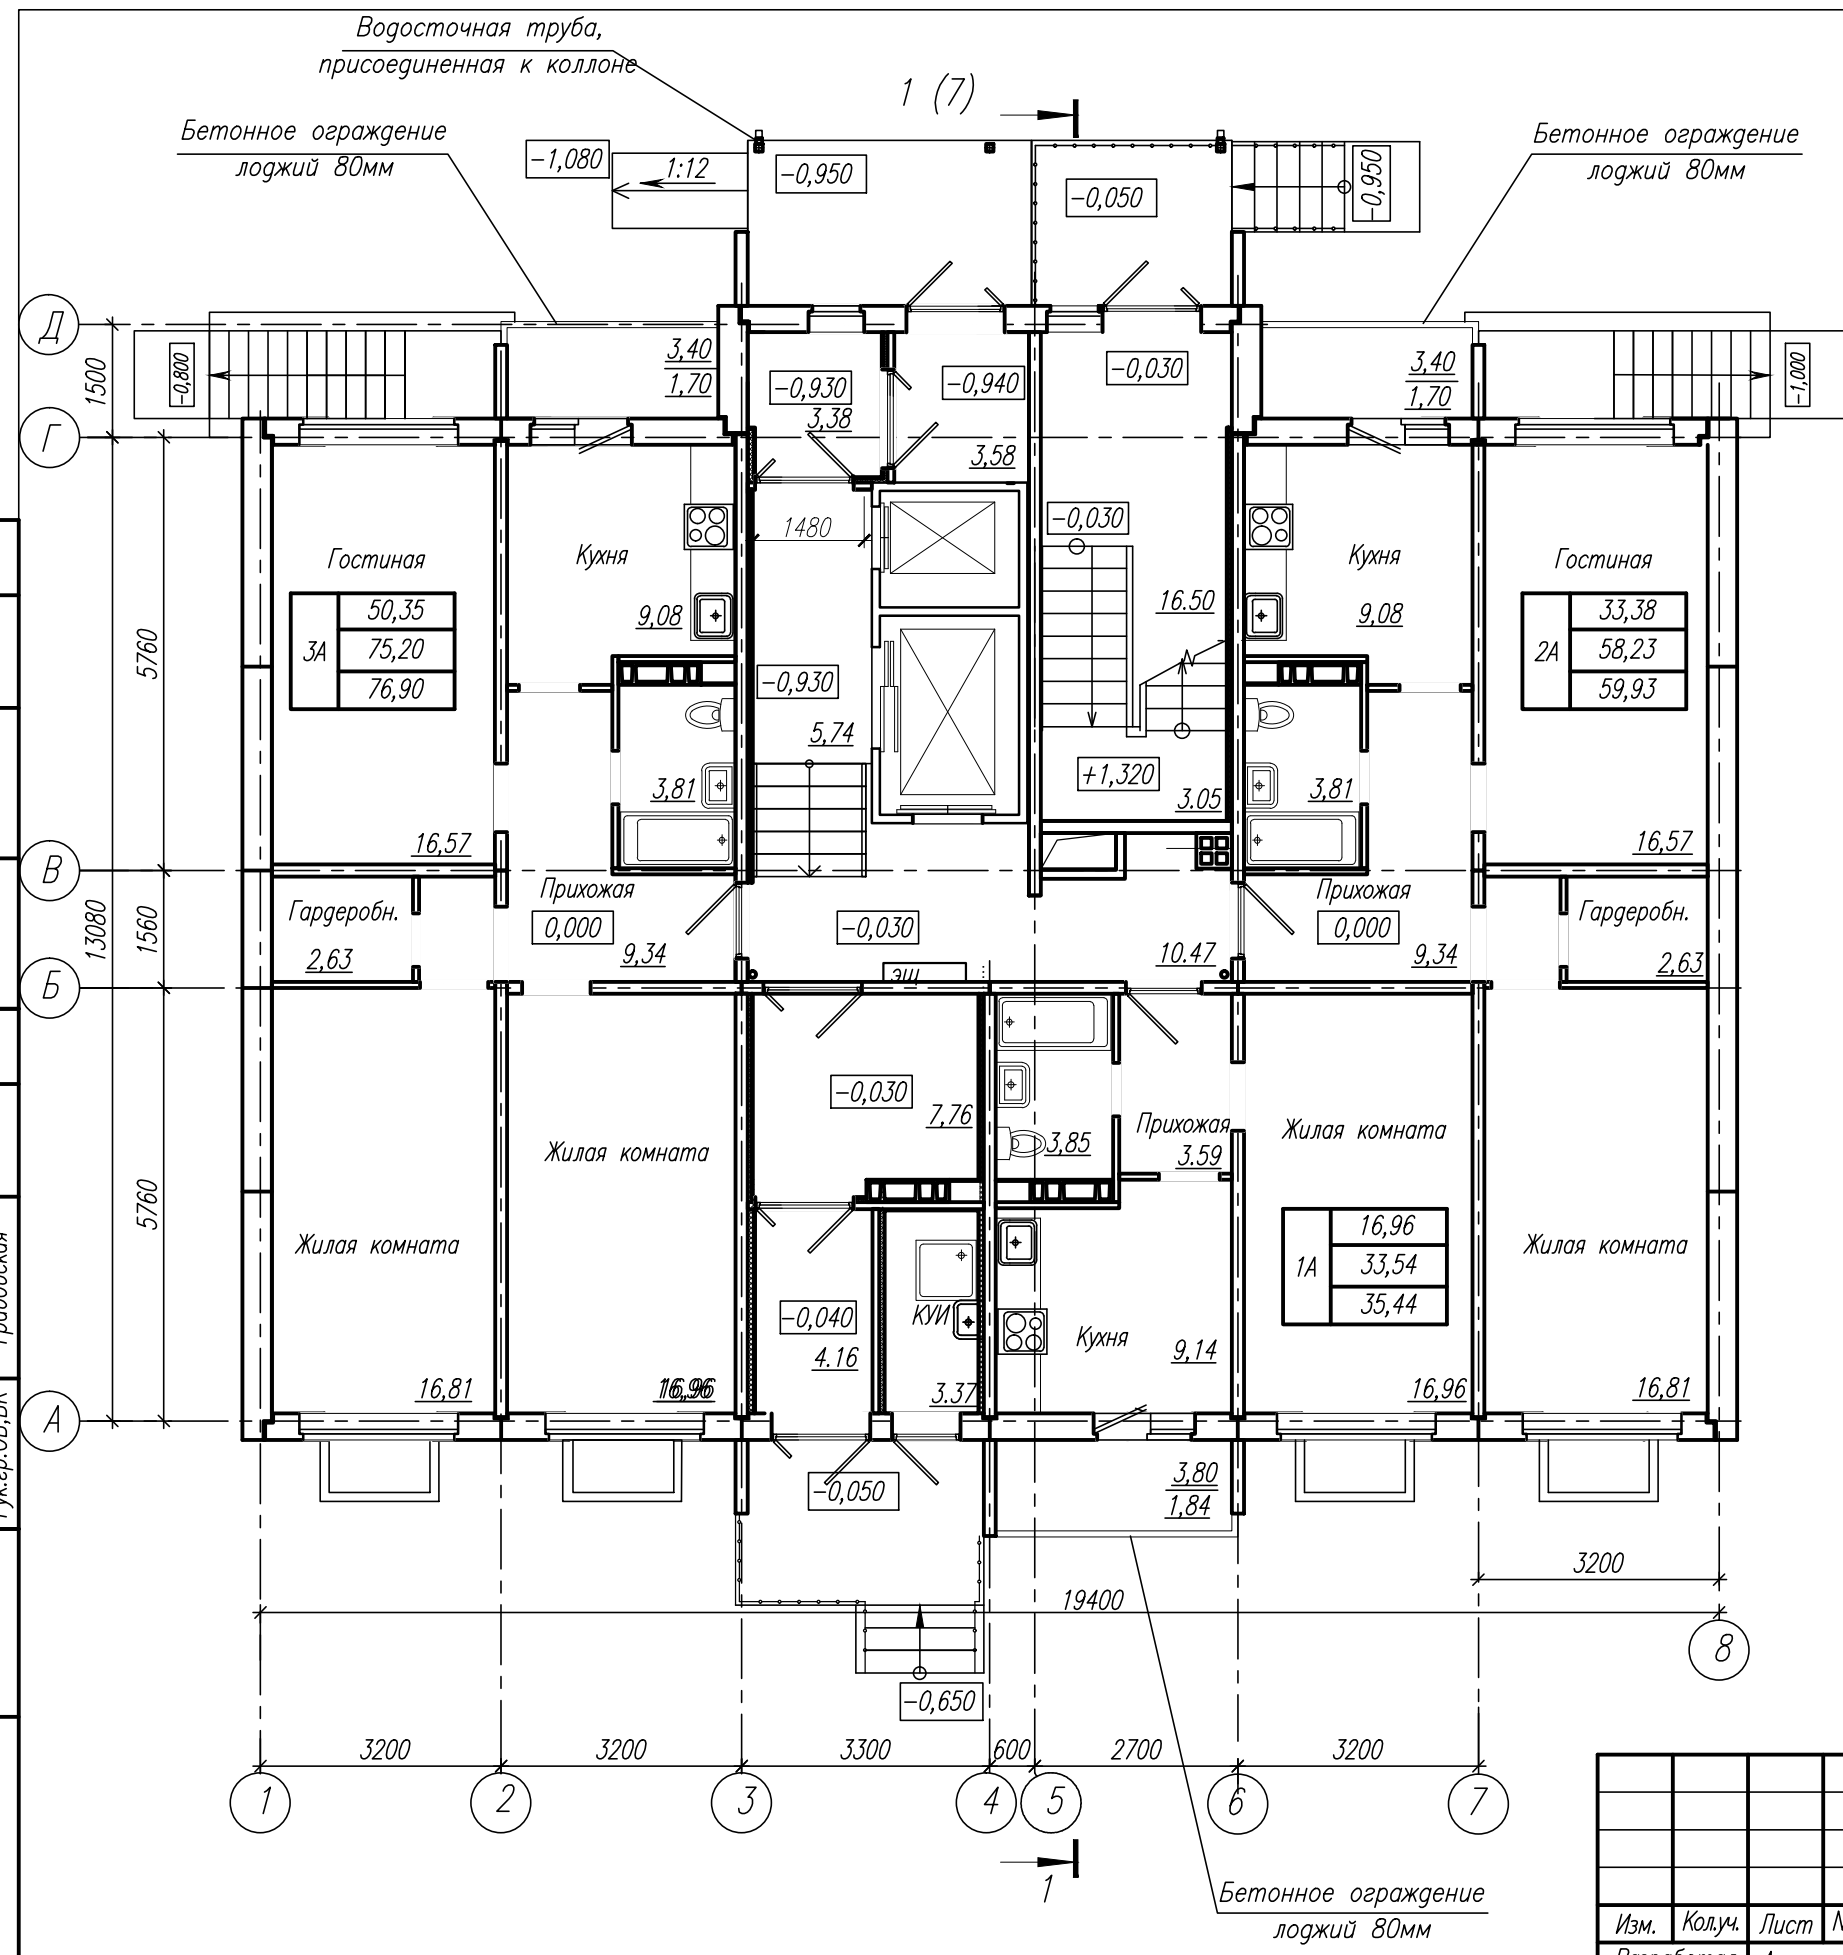 Водосточная труба,
присоединенная к коллоне
1 (7)
Бетонное ограждение
лоджий 80мм
Бетонное ограждение
лоджий 80мм
-1,080
1:12
-0,950
-0,050
-0,950
Д
1500
-0,800
3,40
1,70
-0,930
3,38
-0,940
-0,030
3,40
1,70
-1,000
Г
3,58
1480
-0,030
Гостиная
Кухня
Кухня
Гостиная
3А
50,35
75,20
76,90
9,08
16.50
9,08
2А
33,38
58,23
59,93
5760
-0,930
5,74
3,81
+1,320
3.05
3,81
16,57
16,57
В
Прихожая
Прихожая
Гардеробн.
0,000
-0,030
0,000
Гардеробн.
13080
1560
2,63
9,34
10.47
9,34
2,63
эщ
Б
-0,030
7,76
3,85
Прихожая
3.59
Жилая комната
Жилая комната
5760
Жилая комната
Жилая комната
1А
16,96
33,54
35,44
-0,040
4.16
КУИ
Кухня
9,14
16,81
16,96
3.37
16,96
16,81
А
-0,050
3,80
1,84
3200
19400
8
-0,650
3200
3200
3300
600
2700
3200
1
2
3
4
5
6
7
1
Бетонное ограждение
лоджий 80мм
Изм.
Кол.уч.
Лист